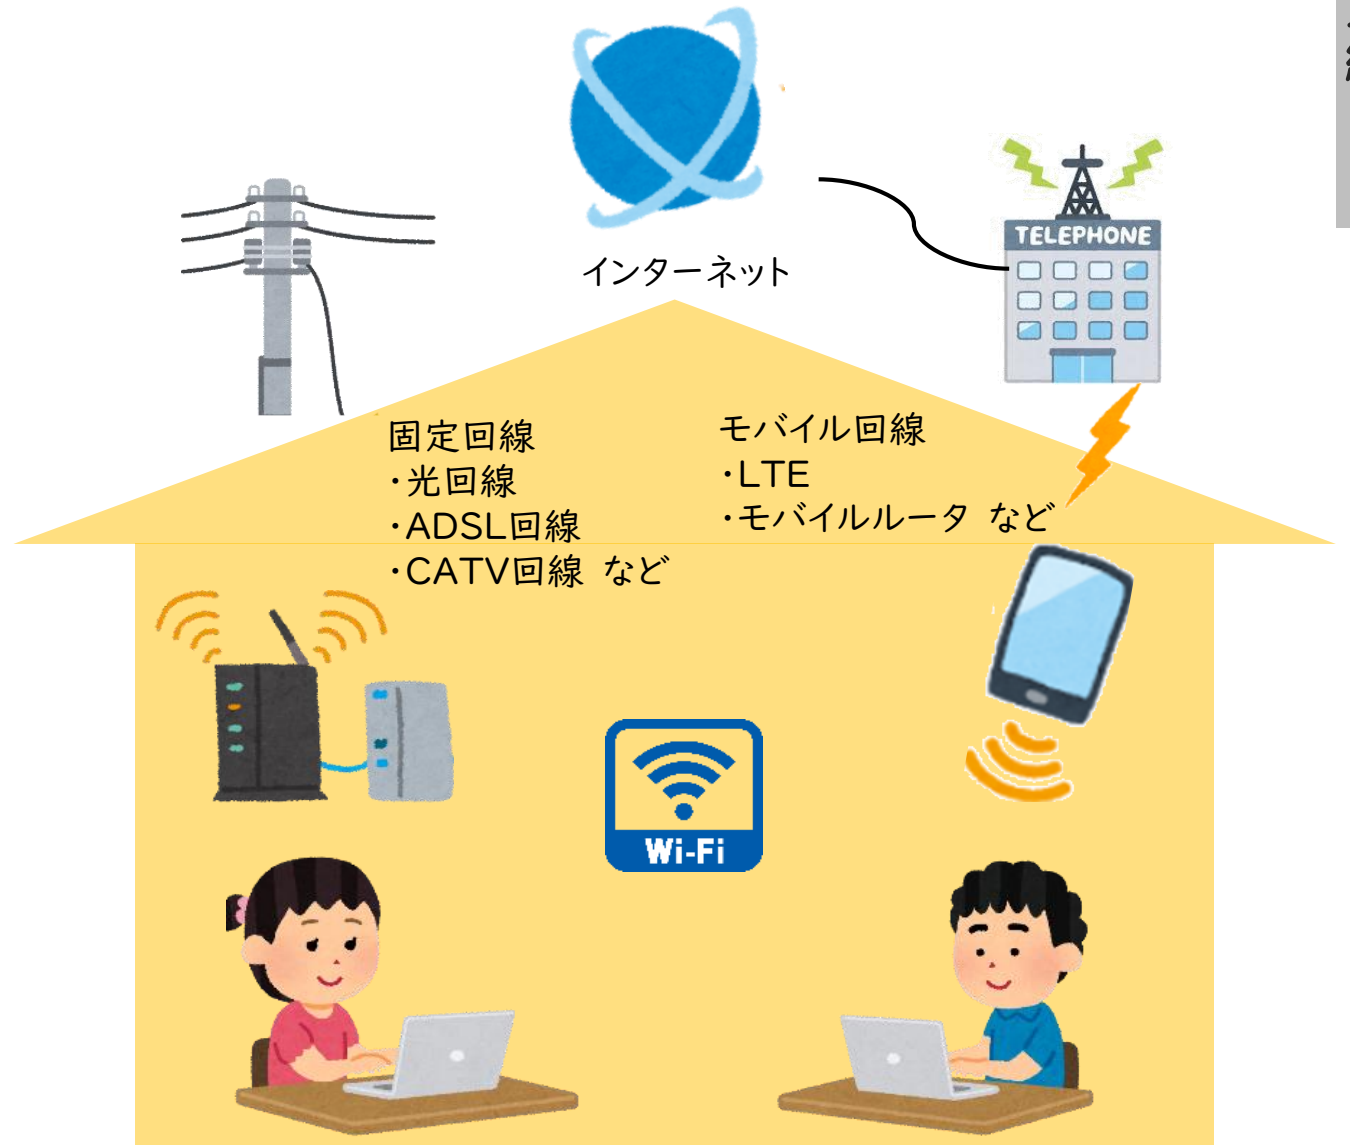 インターネット
TELEPHONE
固定回線
・光回線
・ADSL回線
・CATV回線 など
モバイル回線
・LTE
・モバイルルータ など
Wi-Fi